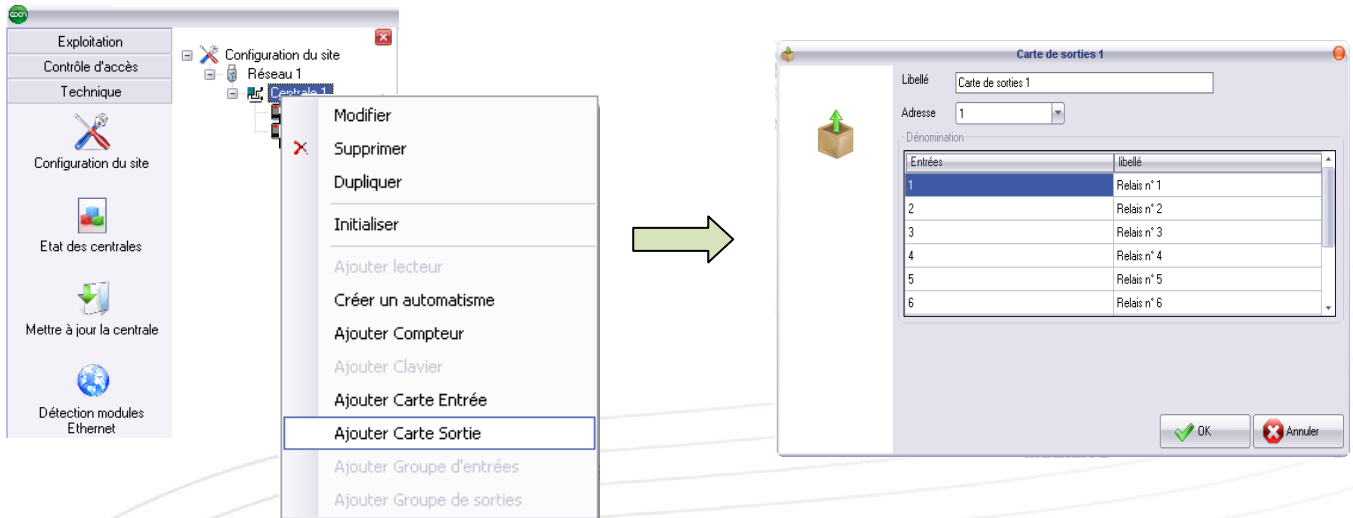 Exploitation
Contrôle d'accès
Technique
Configuration du site
Etat des centrales
Mettre à jour la centrale
Détection modules
Ethernet
Configuration du site
Réseau 1
Centrale 1
Modifier
Supprimer
Dupliquer
Initialiser
Ajouter lecteur
Créer un automatisme
Ajouter Compteur
Ajouter Clavier
Ajouter Carte Entrée
Ajouter Carte Sortie
Ajouter Groupe d'entrées
Ajouter Groupe de sorties
Carte de sorties 1
Libellé Carte de sorties 1
Adresse 1
Dénomination
Entrées libellé
1 Relais n° 1
2 Relais n° 2
3 Relais n° 3
4 Relais n° 4
5 Relais n° 5
6 Relais n° 6
OK Annuler